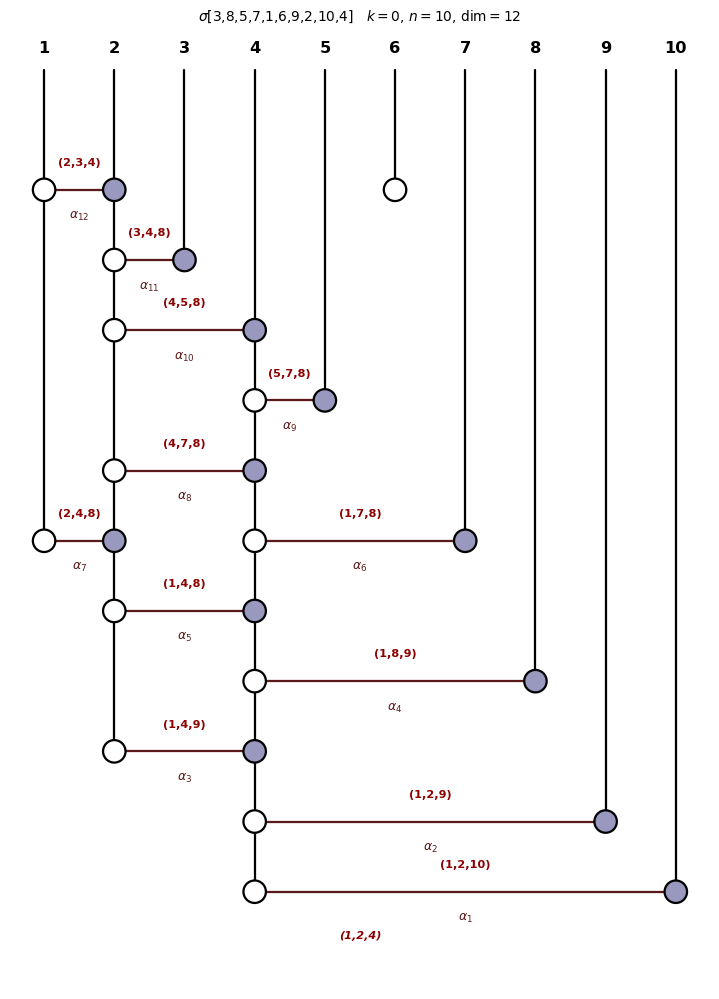 σ[3,8,5,7,1,6,9,2,10,4] k = 0, n = 10, dim = 12
1 2 3 4 5 6 7 8 9 10
(2,3,4)
α₁₂
(3,4,8)
α₁₁
(4,5,8)
α₁₀
(5,7,8)
α₉
(4,7,8)
α₈
(2,4,8) (1,7,8)
α₇ α₆
(1,4,8)
α₅
(1,8,9)
α₄
(1,4,9)
α₃
(1,2,9)
α₂
(1,2,10)
α₁
(1,2,4)